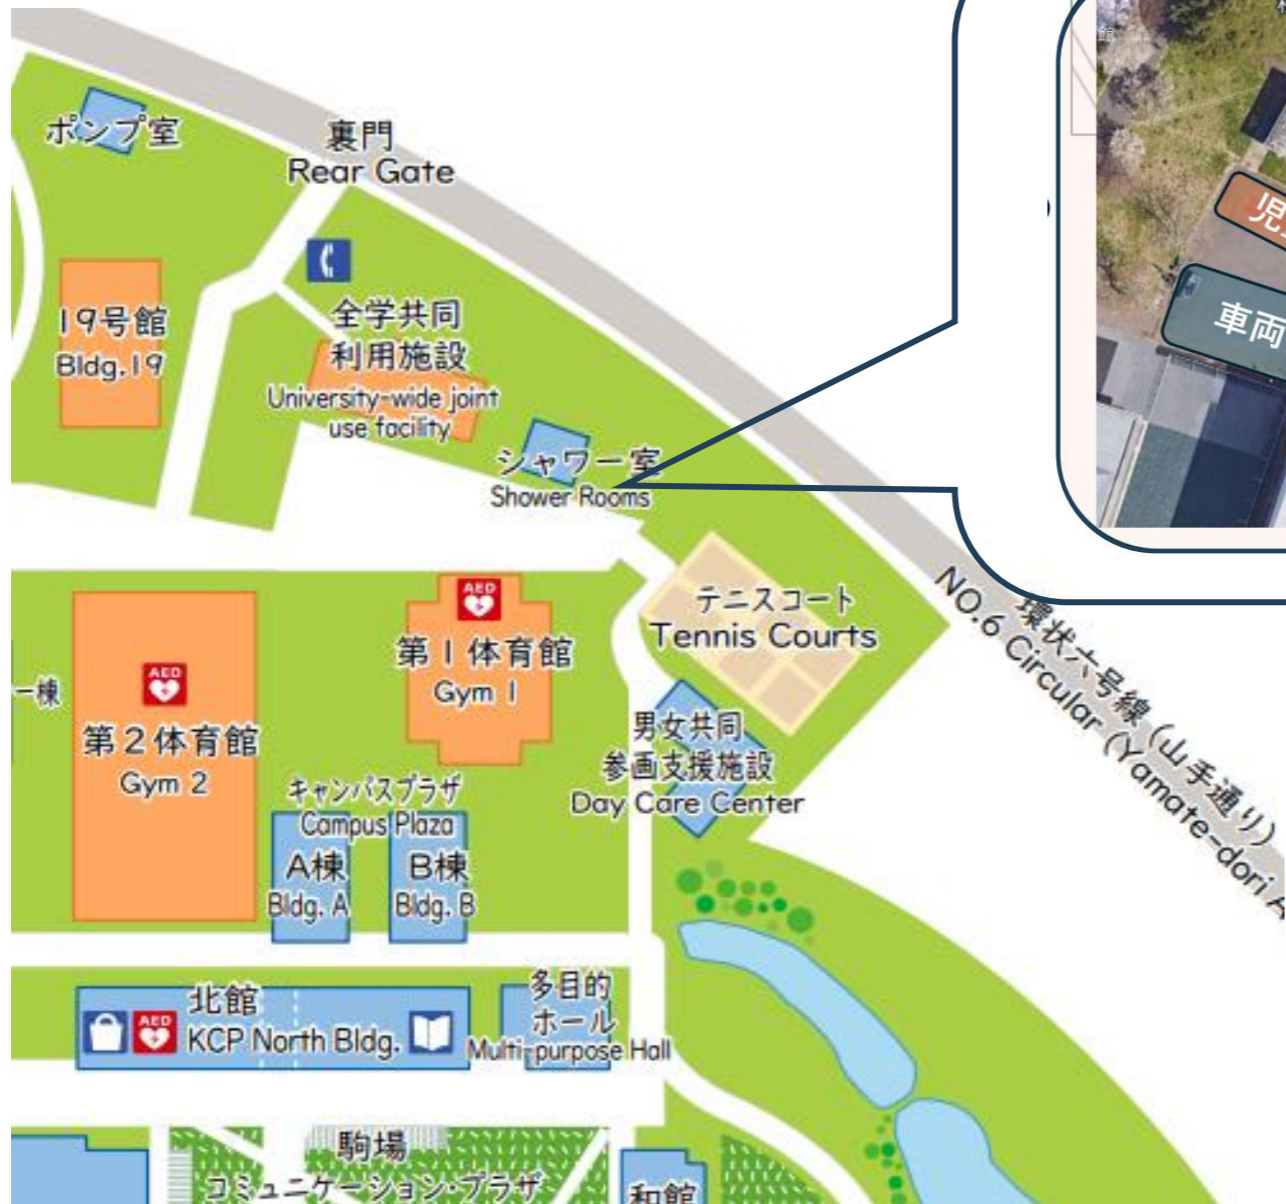 ポンプ室
裏門
Rear Gate
19号館
Bldg.19
全学共同
利用施設
University-wide joint
use facility
シャワー室
Shower Rooms
車両
テニスコート
Tennis Courts
環状六号線 (山手通り)
NO.6 Circular (Yamate-dori A
AED
第1体育館
Gym 1
ー棟
AED
第2体育館
Gym 2
男女共同
参画支援施設
Day Care Center
キャンパスプラザ
Campus Plaza
A棟
Bldg. A
B棟
Bldg. B
北館
AED
KCP North Bldg.
多目的
ホール
Multi-purpose Hall
駒場
コミュニケーション・プラザ
和館